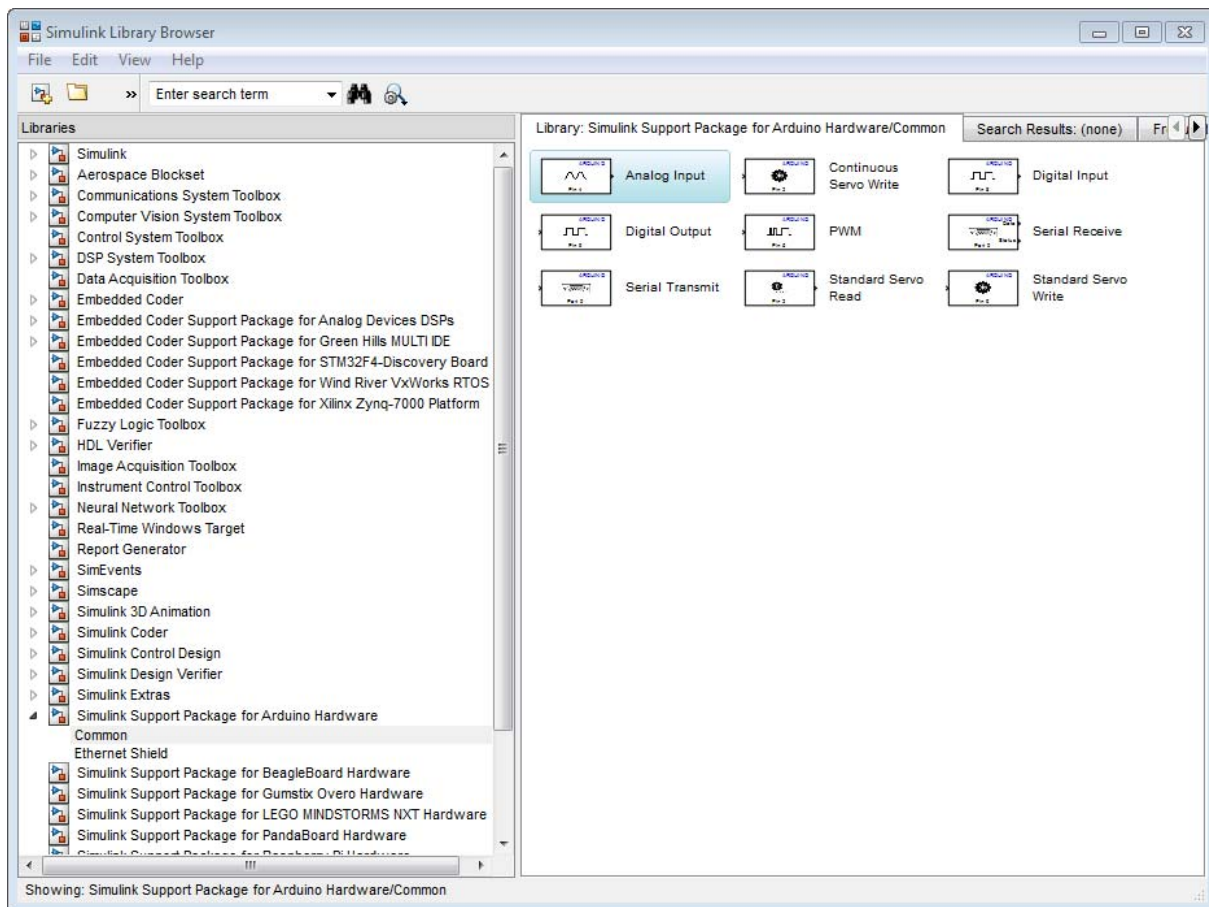 Simulink Library Browser
File Edit View Help
» Enter search term
Libraries
Simulink
Aerospace Blockset
Communications System Toolbox
Computer Vision System Toolbox
Control System Toolbox
DSP System Toolbox
Data Acquisition Toolbox
Embedded Coder
Embedded Coder Support Package for Analog Devices DSPs
Embedded Coder Support Package for Green Hills MULTI IDE
Embedded Coder Support Package for STM32F4-Discovery Board
Embedded Coder Support Package for Wind River VxWorks RTOS
Embedded Coder Support Package for Xilinx Zynq-7000 Platform
Fuzzy Logic Toolbox
HDL Verifier
Image Acquisition Toolbox
Instrument Control Toolbox
Neural Network Toolbox
Real-Time Windows Target
Report Generator
SimEvents
Simscape
Simulink 3D Animation
Simulink Coder
Simulink Control Design
Simulink Design Verifier
Simulink Extras
Simulink Support Package for Arduino Hardware
Common
Ethernet Shield
Simulink Support Package for BeagleBoard Hardware
Simulink Support Package for Gumstix Overo Hardware
Simulink Support Package for LEGO MINDSTORMS NXT Hardware
Simulink Support Package for PandaBoard Hardware
Library: Simulink Support Package for Arduino Hardware/Common
Search Results: (none)
ARDUINO
Analog Input
ARDUINO
Continuous
Servo Write
ARDUINO
Digital Input
ARDUINO
Digital Output
ARDUINO
PWM
ARDUINO
Serial Receive
ARDUINO
Serial Transmit
ARDUINO
Standard Servo
Read
ARDUINO
Standard Servo
Write
Showing: Simulink Support Package for Arduino Hardware/Common